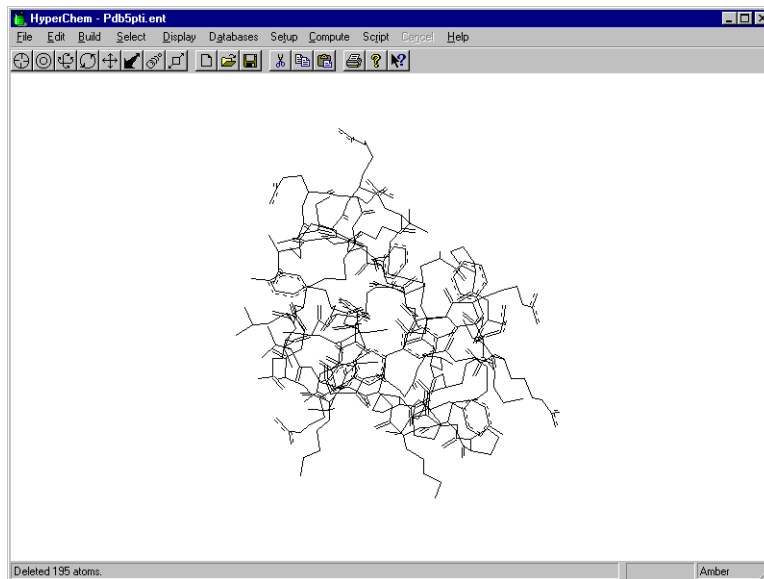 HyperChem - Pdb5pti.ent
File Edit Build Select Display Databases Setup Compute Script Cancel Help
Deleted 195 atoms. Amber